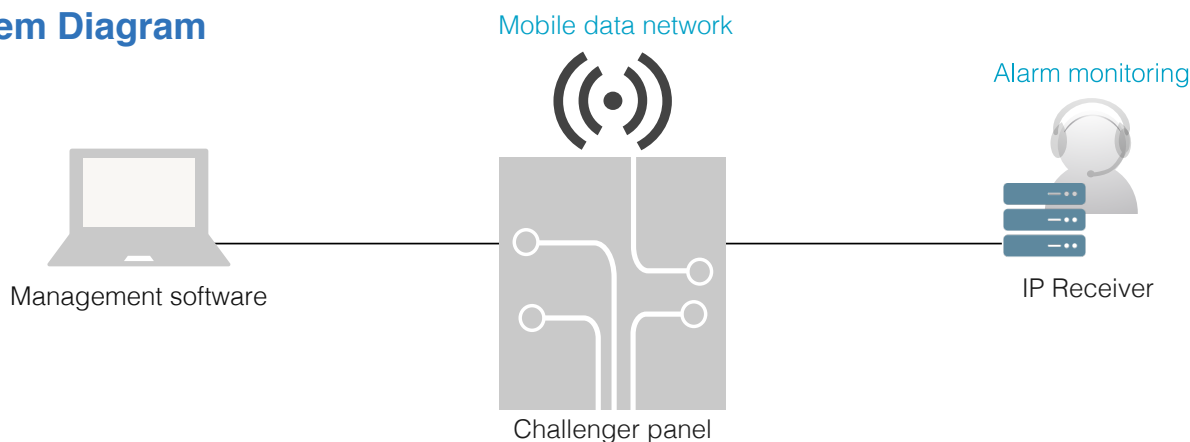 em Diagram
Mobile data network
Alarm monitoring
Management software
IP Receiver
Challenger panel